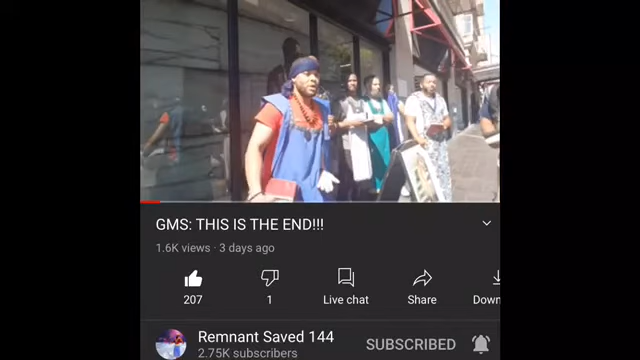 GMS: THIS IS THE END!!!
1.6K views · 3 days ago
207
1
Live chat
Share
Down
Remnant Saved 144
2.75K subscribers
SUBSCRIBED